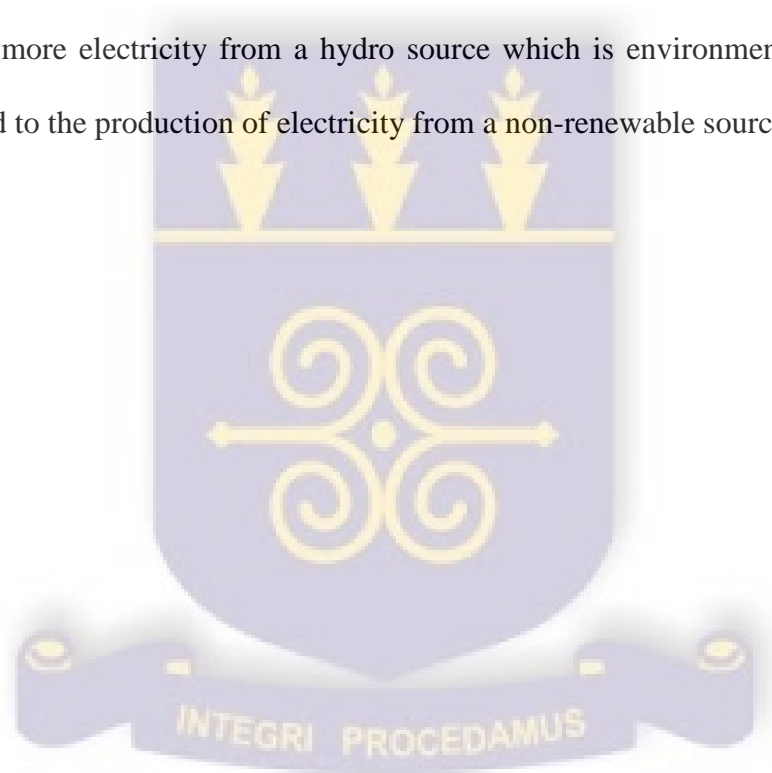 more electricity from a hydro source which is environmen
d to the production of electricity from a non-renewable sourc
INTEGRI PROCEDAMUS